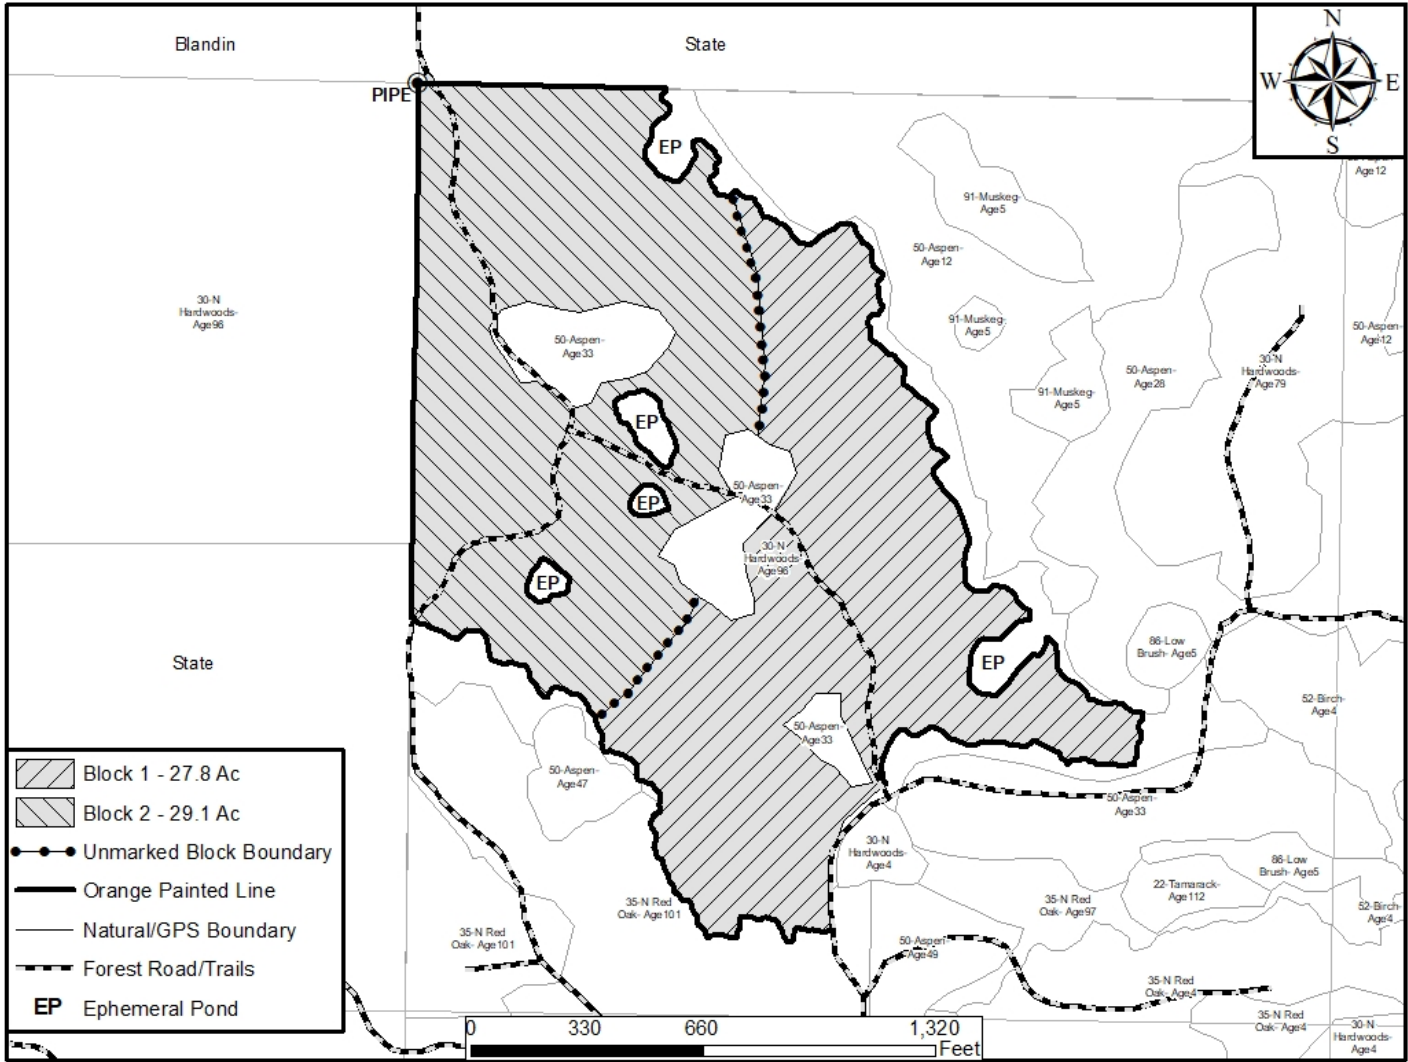 Blandin
State
N
W
E
S
PIPE
EP
Age12
91-Muskeg-
Age5
50-Aspen-
Age12
30-N
Hardwoods-
Age96
50-Aspen-
Age33
91-Muskeg-
Age5
50-Aspen-
Age12
30-N
Hardwoods-
Age79
50-Aspen-
Age28
91-Muskeg-
Age5
EP
50-Aspen-
Age33
EP
30-N
Hardwoods-
Age96
EP
State
EP
86-Low
Brush- Age5
52-Birch-
Age4
50-Aspen-
Age33
50-Aspen-
Age47
50-Aspen-
Age33
30-N
Hardwoods-
Age4
86-Low
Brush- Age5
22-Tamarack-
Age112
35-N Red
Oak- Age97
52-Birch-
Age4
35-N Red
Oak- Age101
35-N Red
Oak- Age101
50-Aspen-
Age49
35-N Red
Oak- Age4
35-N Red
Oak- Age4
30-N
Hardwoods-
Age4
Block 1 - 27.8 Ac
Block 2 - 29.1 Ac
Unmarked Block Boundary
Orange Painted Line
Natural/GPS Boundary
Forest Road/Trails
EP Ephemeral Pond
0 330 660 1,320
Feet